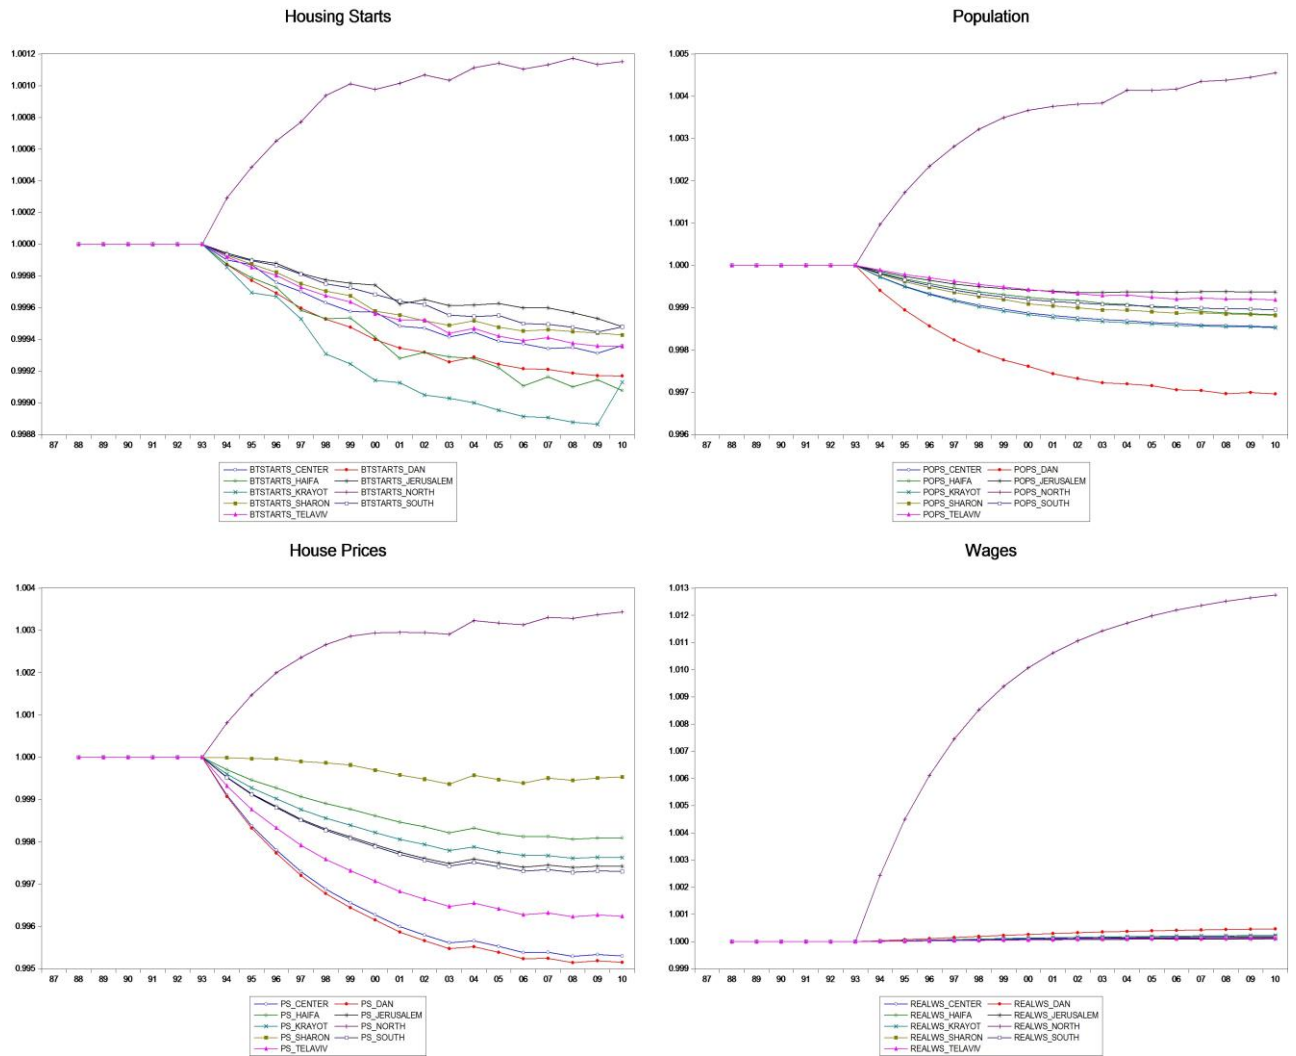 Housing Starts
1.0012
1.0010
1.0008
1.0006
1.0004
1.0002
1.0000
0.9998
0.9996
0.9994
0.9992
0.9990
0.9988
87 88 89 90 91 92 93 94 95 96 97 98 99 00 01 02 03 04 05 06 07 08 09 10
BTSTARTS_CENTER BTSTARTS_DAN
BTSTARTS_HAIFA BTSTARTS_JERUSALEM
BTSTARTS_KRAYOT BTSTARTS_NORTH
BTSTARTS_SHARON BTSTARTS_SOUTH
BTSTARTS_TELAVIV
Population
1.005
1.004
1.003
1.002
1.001
1.000
0.999
0.998
0.997
0.996
87 88 89 90 91 92 93 94 95 96 97 98 99 00 01 02 03 04 05 06 07 08 09 10
POPS_CENTER POPS_DAN
POPS_HAIFA POPS_JERUSALEM
POPS_KRAYOT POPS_NORTH
POPS_SHARON POPS_SOUTH
POPS_TELAVIV
House Prices
1.004
1.003
1.002
1.001
1.000
0.999
0.998
0.997
0.996
0.995
87 88 89 90 91 92 93 94 95 96 97 98 99 00 01 02 03 04 05 06 07 08 09 10
PS_CENTER PS_DAN
PS_HAIFA PS_JERUSALEM
PS_KRAYOT PS_NORTH
PS_SHARON PS_SOUTH
PS_TELAVIV
Wages
1.013
1.012
1.011
1.010
1.009
1.008
1.007
1.006
1.005
1.004
1.003
1.002
1.001
1.000
0.999
87 88 89 90 91 92 93 94 95 96 97 98 99 00 01 02 03 04 05 06 07 08 09 10
REALWS_CENTER REALWS_DAN
REALWS_HAIFA REALWS_JERUSALEM
REALWS_KRAYOT REALWS_NORTH
REALWS_SHARON REALWS_SOUTH
REALWS_TELAVIV